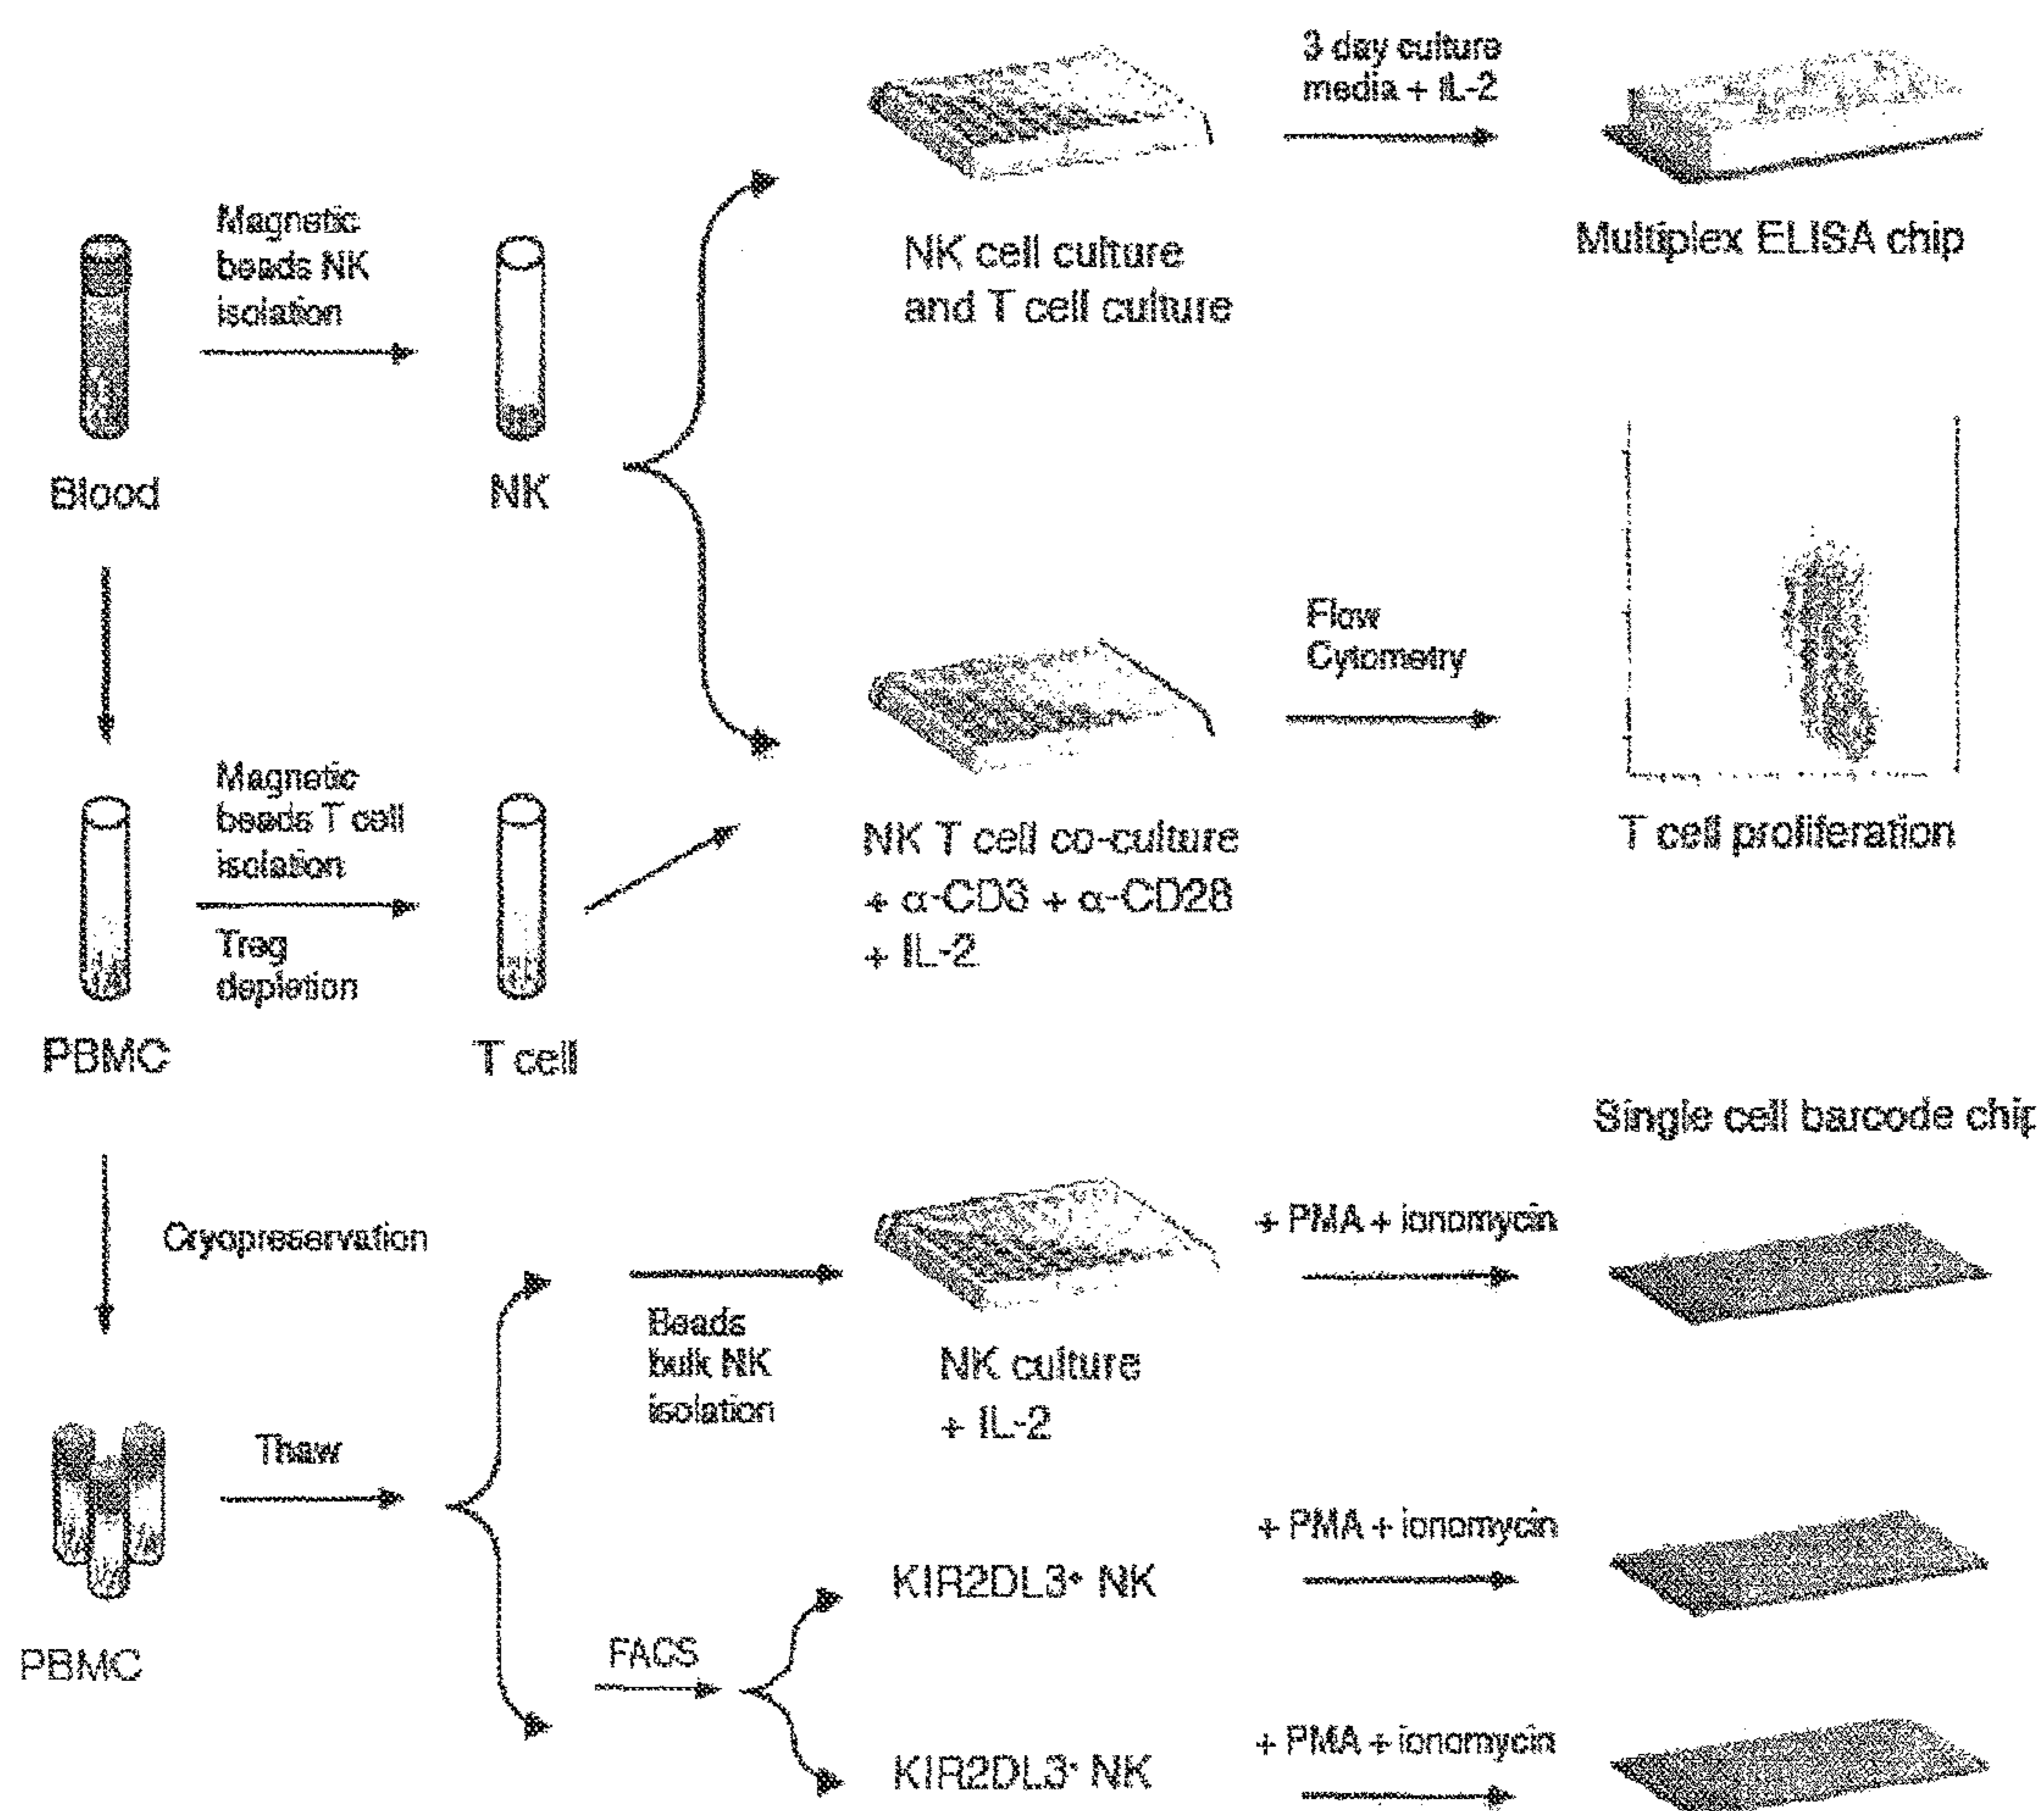 3 day culture
media + IL-2
Multiplex ELISA chip
NK cell culture
and T cell culture
Magnetic
beads NK
isolation
Blood
NK
Flow
Cytometry
T cell proliferation
Magnetic
beads T cell
isolation
Treg
depletion
NK T cell co-culture
+ α-CD3 + α-CD28
+ IL-2
PBMC
T cell
Single cell barcode chip
Cryopreservation
+ PMA + ionomycin
Beads
bulk NK
isolation
NK culture
+ IL-2
Thaw
PBMC
+ PMA + ionomycin
KIR2DL3⁺ NK
FACS
+ PMA + ionomycin
NK